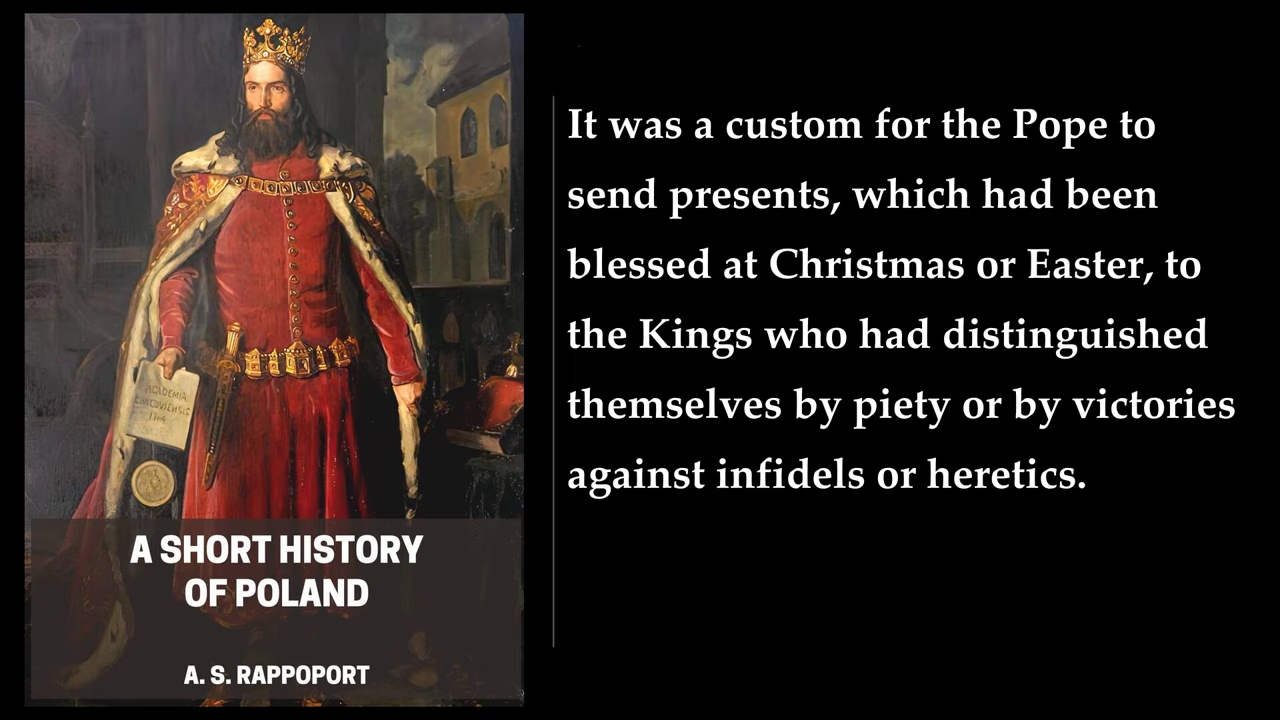 It was a custom for the Pope to
send presents, which had been
blessed at Christmas or Easter, to
the Kings who had distinguished
themselves by piety or by victories
against infidels or heretics.
ACADEMIA
A SHORT HISTORY
OF POLAND
A. S. RAPPOPORT